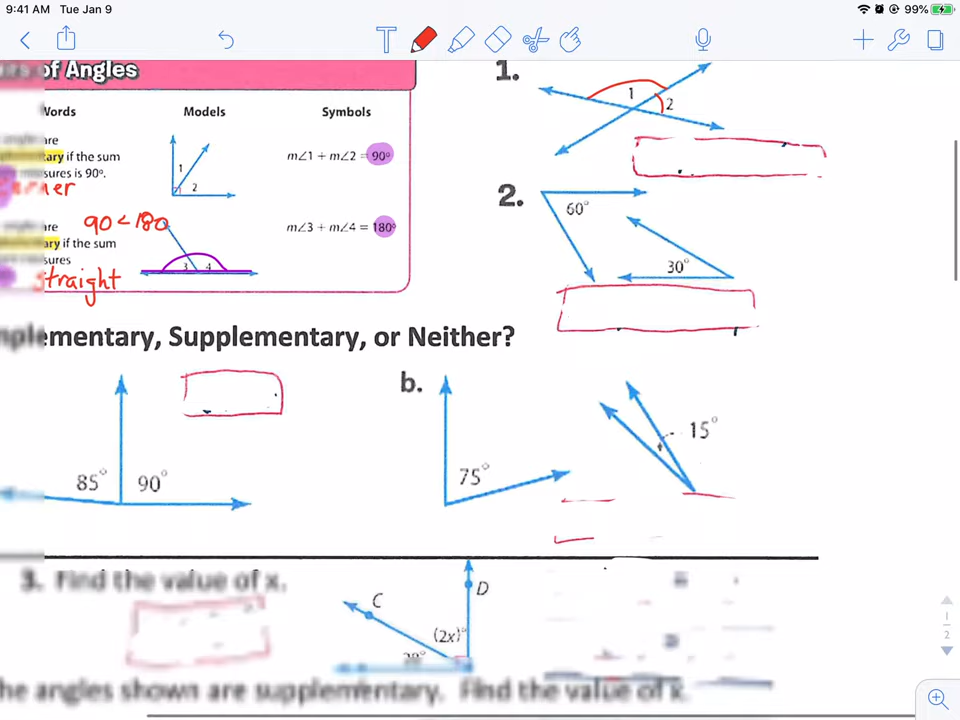 9:41 AM Tue Jan 9
99%
T
of Angles
1.
Words
Models
Symbols
1
2
are
ary if the sum
sures is 90°.
1
2
m∠1 + m∠2 = 90°
2.
60°
30°
90 < 180
are
ary if the sum
sures
3
4
m∠3 + m∠4 = 180°
straight
mentary, Supplementary, or Neither?
b.
85°
90°
75°
15°
3. Find the value of x.
C
D
(2x)°
1
2
he angles shown are supplementary. Find the value of x.